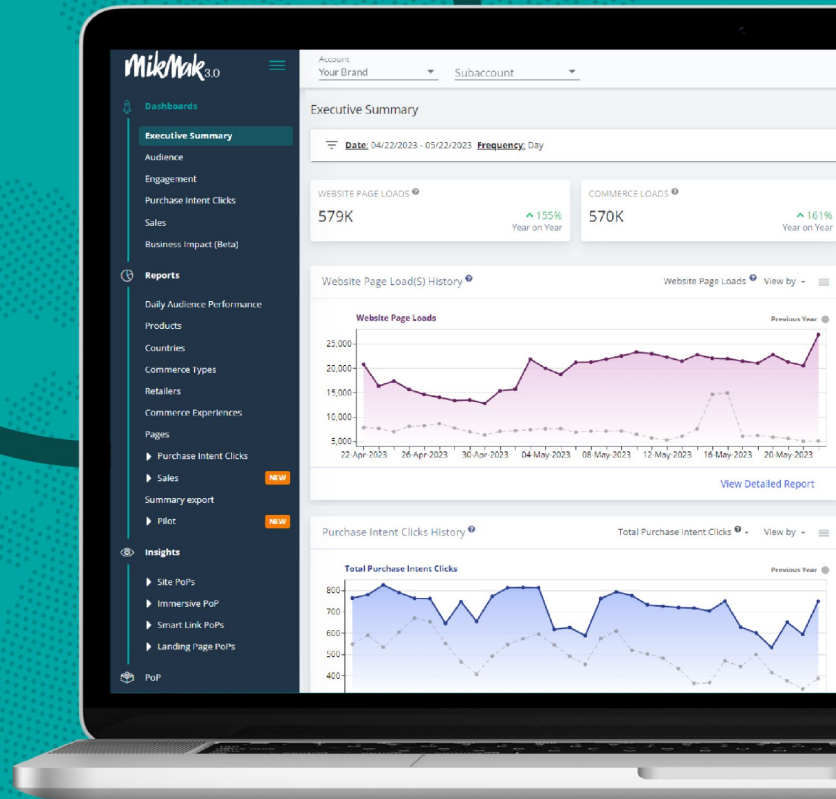 MikMak 3.0
Dashboards
Executive Summary
Audience
Engagement
Purchase Intent Clicks
Sales
Business Impact (Beta)
Reports
Daily Audience Performance
Products
Countries
Commerce Types
Retailers
Commerce Experiences
Pages
Purchase Intent Clicks
Sales NEW
Summary export
Pilot NEW
Insights
Site PoPs
Immersive PoP
Smart Link PoPs
Landing Page PoPs
PoP
Account
Your Brand Subaccount
Executive Summary
Date: 04/22/2023 - 05/22/2023 Frequency: Day
WEBSITE PAGE LOADS ?
579K 155%
Year on Year
COMMERCE LOADS ?
570K 161%
Year on Year
Website Page Load(S) History ? Website Page Loads ? View by
Website Page Loads Previous Year
25,000
20,000
15,000
10,000
5,000
22-Apr-2023 26-Apr-2023 30-Apr-2023 04-May-2023 08-May-2023 12-May-2023 16-May-2023 20-May-2023
View Detailed Report
Purchase Intent Clicks History ? Total Purchase Intent Clicks ? View by
Total Purchase Intent Clicks Previous Year
800
700
600
500
400